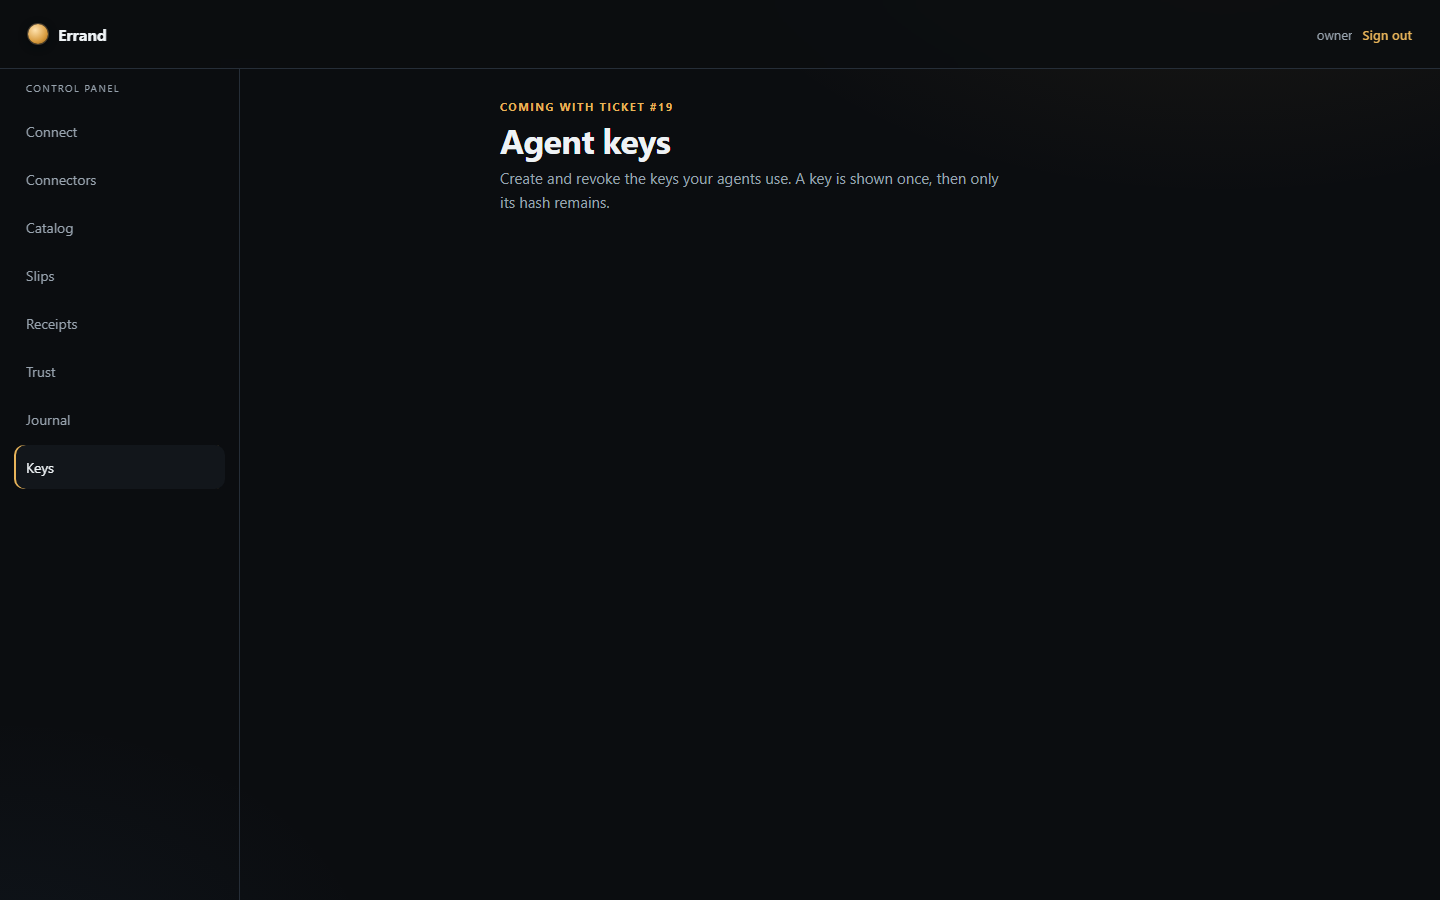 Errand
owner Sign out
CONTROL PANEL
Connect
Connectors
Catalog
Slips
Receipts
Trust
Journal
Keys
COMING WITH TICKET #19
Agent keys
Create and revoke the keys your agents use. A key is shown once, then only
its hash remains.